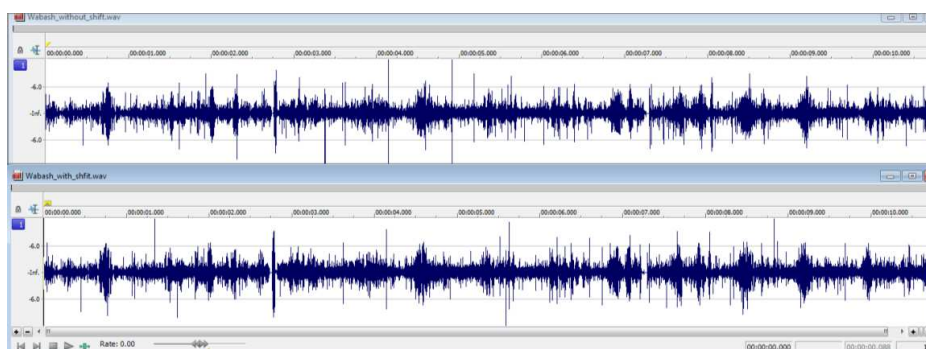 Wabash_without_shift.wav
00:00:00.000 ,00:00:01.000 ,00:00:02.000 ,00:00:03.000 ,00:00:04.000 ,00:00:05.000 ,00:00:06.000 ,00:00:07.000 ,00:00:08.000 ,00:00:09.000 ,00:00:10.000
1
-6.0
-Inf.
-6.0
Wabash_with_shfit.wav
00:00:00.000 ,00:00:01.000 ,00:00:02.000 ,00:00:03.000 ,00:00:04.000 ,00:00:05.000 ,00:00:06.000 ,00:00:07.000 ,00:00:08.000 ,00:00:09.000 ,00:00:10.000
1
-6.0
-Inf.
-6.0
Rate: 0.00 00:00:00.000 00:00:00.088